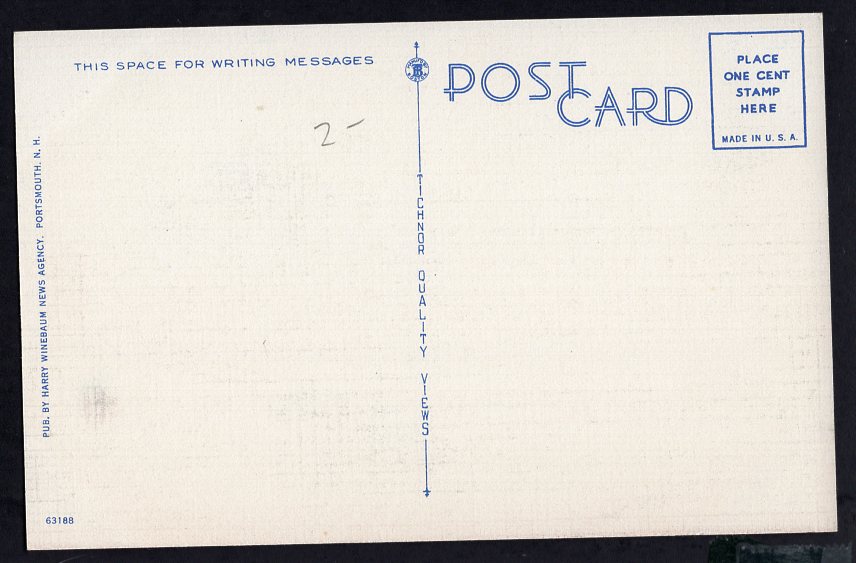 THIS SPACE FOR WRITING MESSAGES
POST CARD
PLACE
ONE CENT
STAMP
HERE
MADE IN U. S. A.
2-
TICHNOR QUALITY VIEWS
PUB. BY HARRY WINEBAUM NEWS AGENCY, PORTSMOUTH, N. H.
63188